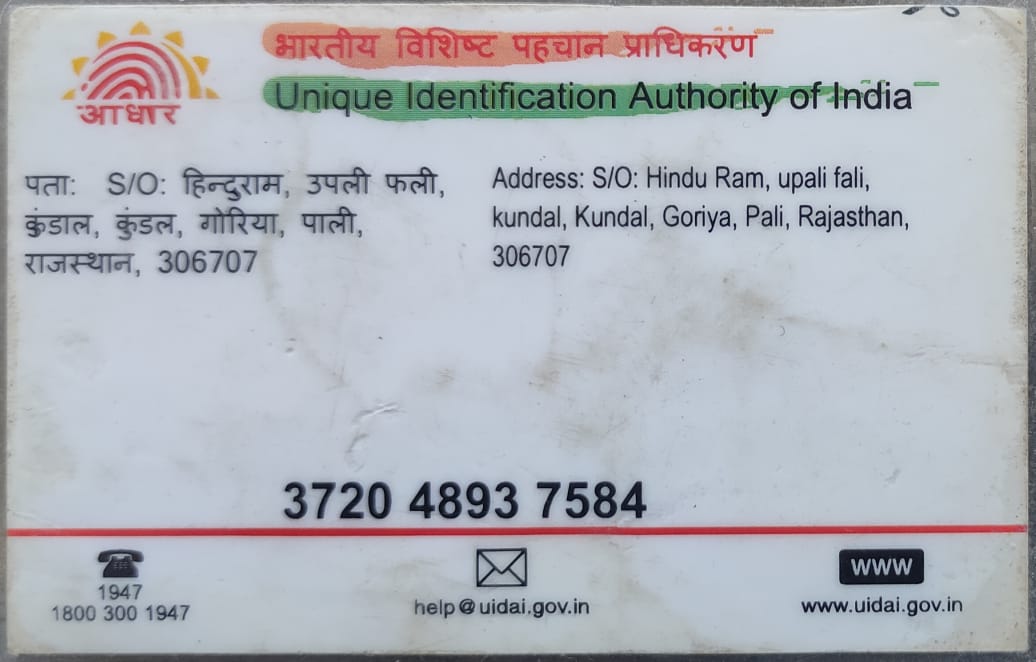 भारतीय विशिष्ट पहचान प्राधिकरण
Unique Identification Authority of India
आधार
पता: S/O: हिन्दुराम, उपली फली,
कुंडाल, कुंडल, गोरिया, पाली,
राजस्थान, 306707
Address: S/O: Hindu Ram, upali fali,
kundal, Kundal, Goriya, Pali, Rajasthan,
306707
3720 4893 7584
1947
1800 300 1947
help@uidai.gov.in
WWW
www.uidai.gov.in